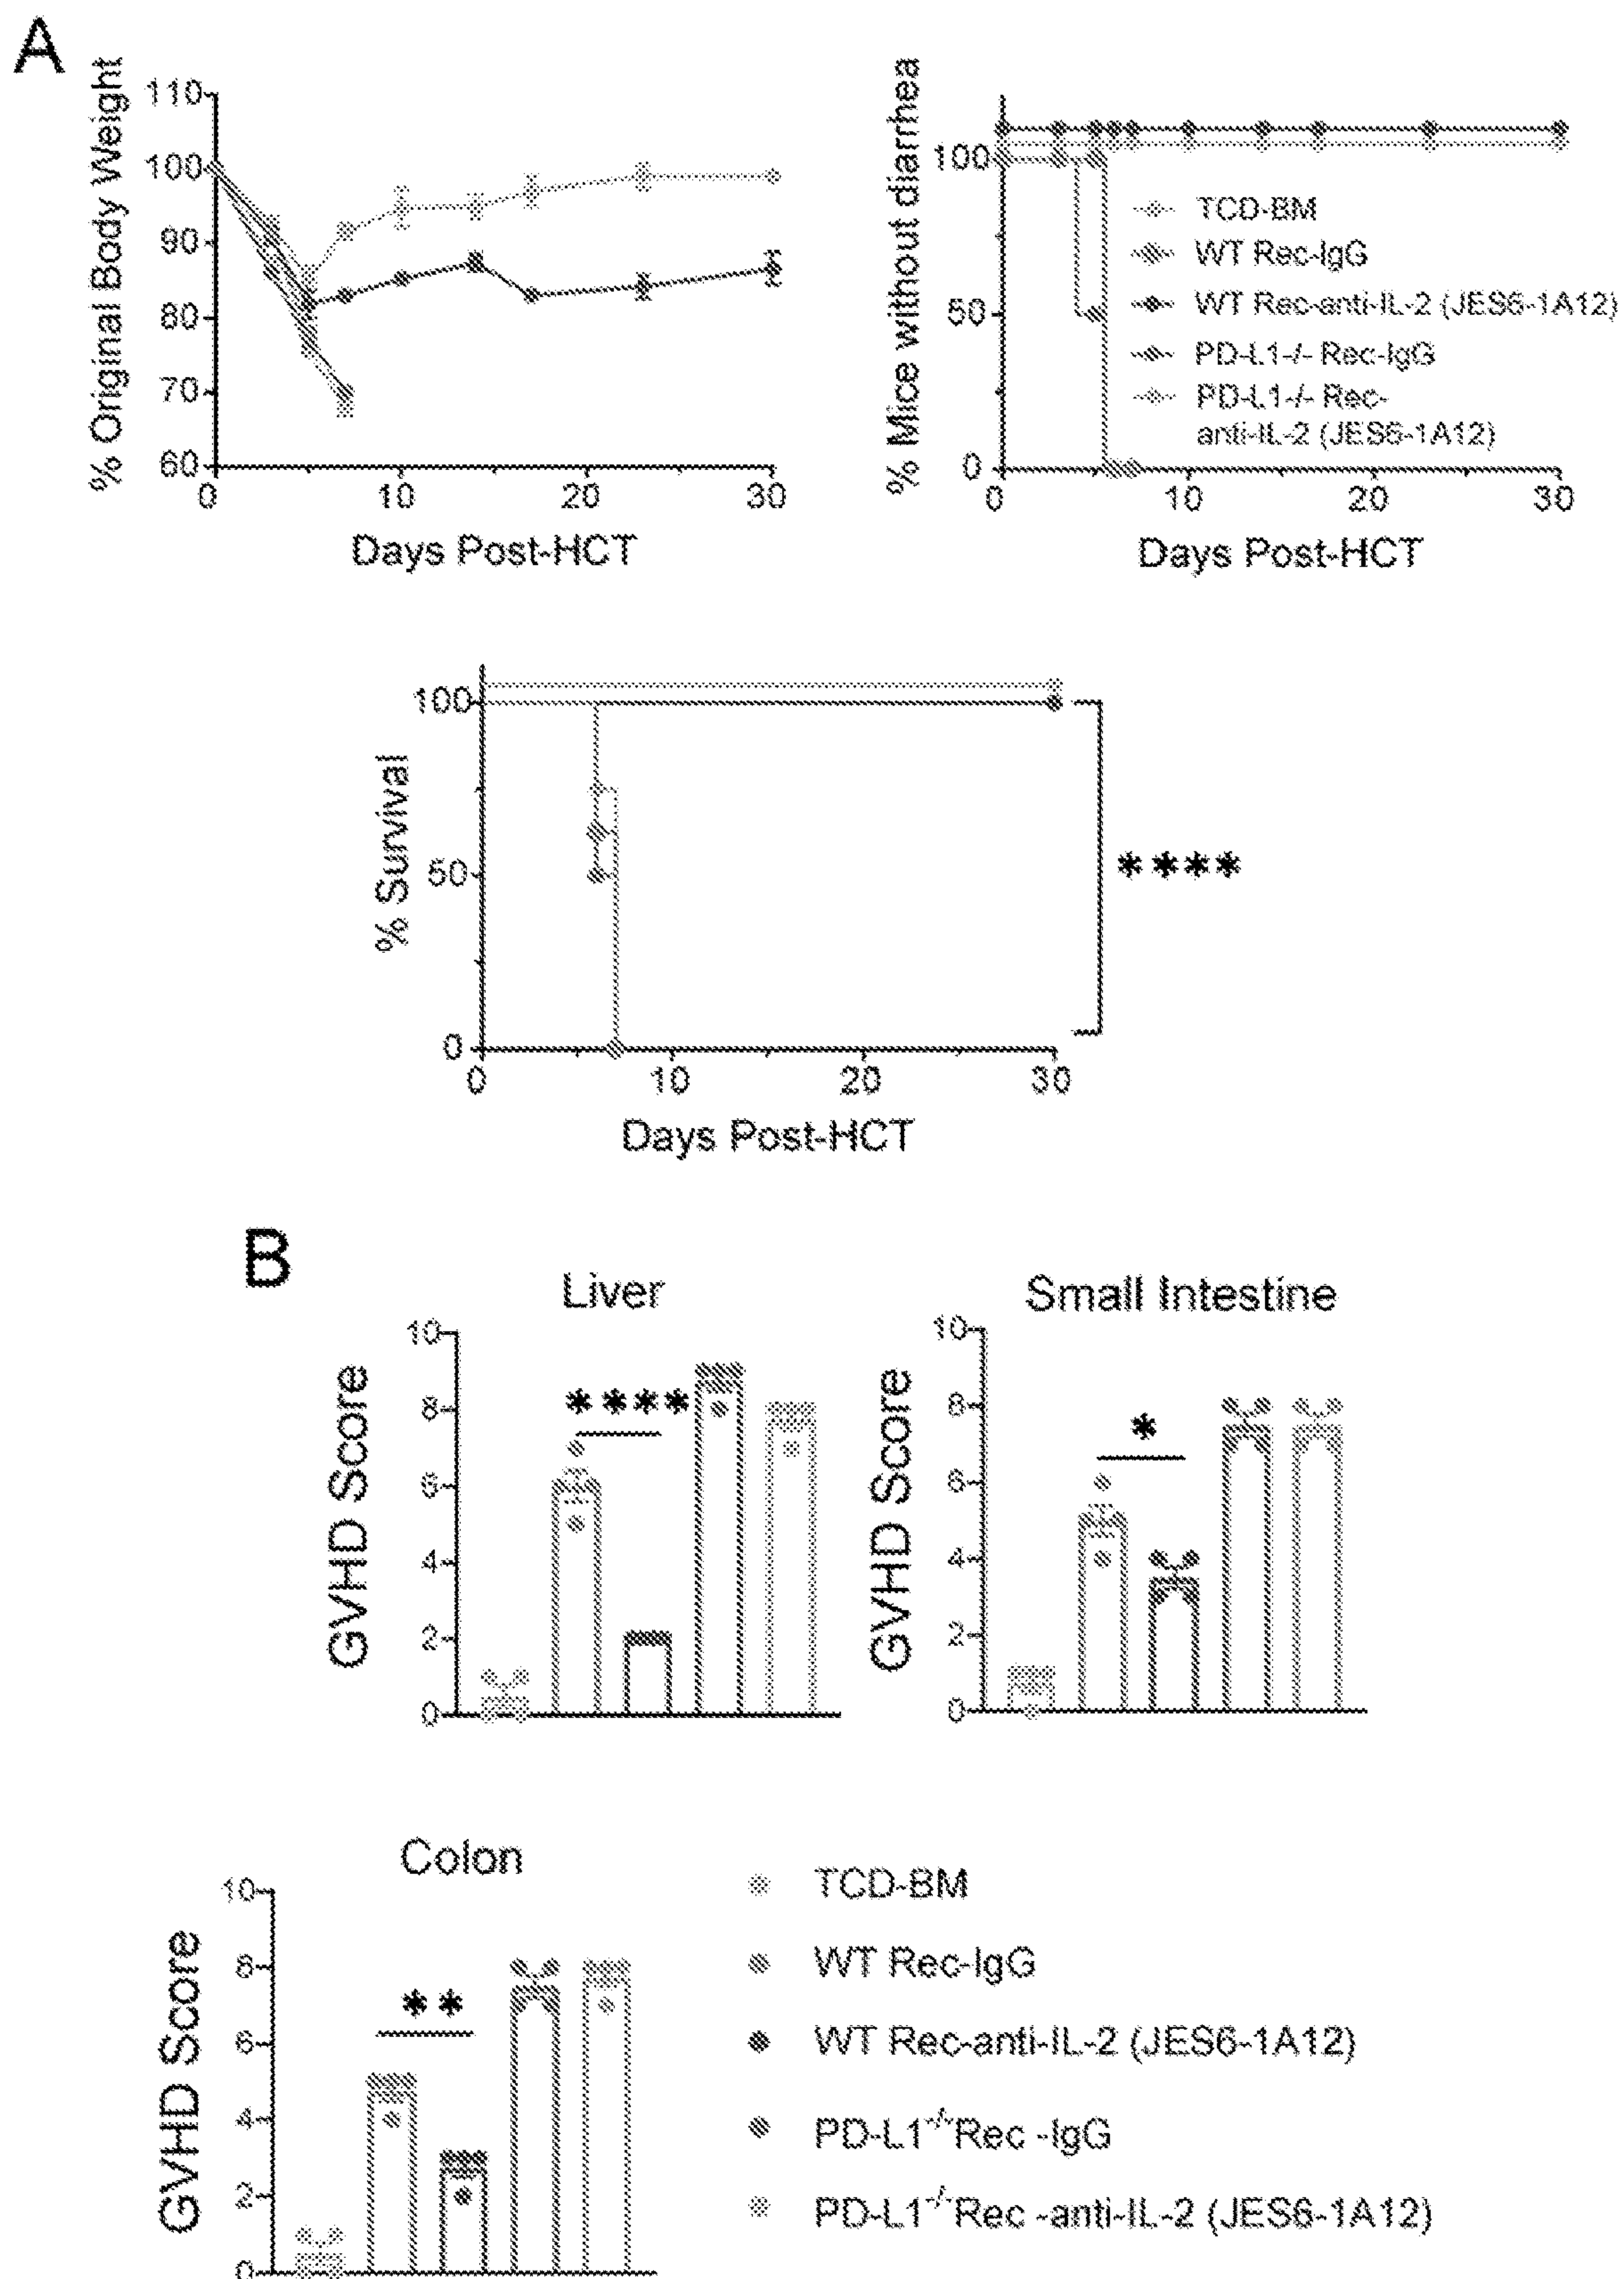 A
% Original Body Weight
110
100
90
80
70
60
0 10 20 30
Days Post-HCT
% Mice without diarrhea
100
50
0
0 10 20 30
Days Post-HCT
TCD-BM
WT Rec-IgG
WT Rec-anti-IL-2 (JES6-1A12)
PD-L1-/- Rec-IgG
PD-L1-/- Rec-
anti-IL-2 (JES6-1A12)
% Survival
100
50
0
0 10 20 30
Days Post-HCT
****
B
Liver
GVHD Score
10
8
6
4
2
0
****
Small Intestine
GVHD Score
10
8
6
4
2
0
*
Colon
GVHD Score
10
8
6
4
2
0
**
TCD-BM
WT Rec-IgG
WT Rec-anti-IL-2 (JES6-1A12)
PD-L1-/-Rec -IgG
PD-L1-/-Rec -anti-IL-2 (JES6-1A12)